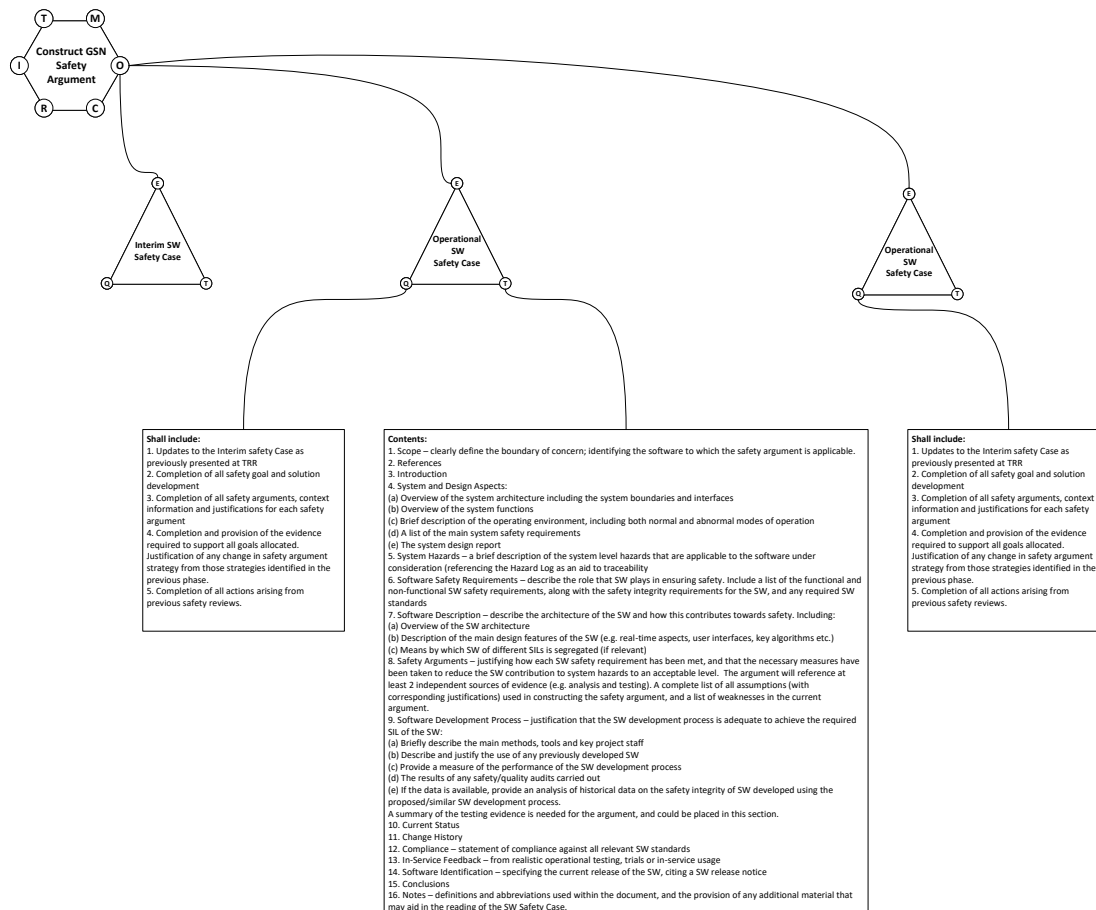 T
M
Construct GSN
Safety
Argument
I
O
R
C
E
Interim SW
Safety Case
Q
T
E
Operational
SW
Safety Case
Q
T
E
Operational
SW
Safety Case
Q
T
Shall include:
1. Updates to the Interim safety Case as
previously presented at TRR
2. Completion of all safety goal and solution
development
3. Completion of all safety arguments, context
information and justifications for each safety
argument
4. Completion and provision of the evidence
required to support all goals allocated.
Justification of any change in safety argument
strategy from those strategies identified in the
previous phase.
5. Completion of all actions arising from
previous safety reviews.
Contents:
1. Scope – clearly define the boundary of concern; identifying the software to which the safety argument is applicable.
2. References
3. Introduction
4. System and Design Aspects:
(a) Overview of the system architecture including the system boundaries and interfaces
(b) Overview of the system functions
(c) Brief description of the operating environment, including both normal and abnormal modes of operation
(d) A list of the main system safety requirements
(e) The system design report
5. System Hazards – a brief description of the system level hazards that are applicable to the software under
consideration (referencing the Hazard Log as an aid to traceability
6. Software Safety Requirements – describe the role that SW plays in ensuring safety. Include a list of the functional and
non-functional SW safety requirements, along with the safety integrity requirements for the SW, and any required SW
standards
7. Software Description – describe the architecture of the SW and how this contributes towards safety. Including:
(a) Overview of the SW architecture
(b) Description of the main design features of the SW (e.g. real-time aspects, user interfaces, key algorithms etc.)
(c) Means by which SW of different SILs is segregated (if relevant)
8. Safety Arguments – justifying how each SW safety requirement has been met, and that the necessary measures have
been taken to reduce the SW contribution to system hazards to an acceptable level. The argument will reference at
least 2 independent sources of evidence (e.g. analysis and testing). A complete list of all assumptions (with
corresponding justifications) used in constructing the safety argument, and a list of weaknesses in the current
argument.
9. Software Development Process – justification that the SW development process is adequate to achieve the required
SIL of the SW:
(a) Briefly describe the main methods, tools and key project staff
(b) Describe and justify the use of any previously developed SW
(c) Provide a measure of the performance of the SW development process
(d) The results of any safety/quality audits carried out
(e) If the data is available, provide an analysis of historical data on the safety integrity of SW developed using the
proposed/similar SW development process.
A summary of the testing evidence is needed for the argument, and could be placed in this section.
10. Current Status
11. Change History
12. Compliance – statement of compliance against all relevant SW standards
13. In-Service Feedback – from realistic operational testing, trials or in-service usage
14. Software Identification – specifying the current release of the SW, citing a SW release notice
15. Conclusions
16. Notes – definitions and abbreviations used within the document, and the provision of any additional material that
may aid in the reading of the SW Safety Case.
Shall include:
1. Updates to the Interim safety Case as
previously presented at TRR
2. Completion of all safety goal and solution
development
3. Completion of all safety arguments, context
information and justifications for each safety
argument
4. Completion and provision of the evidence
required to support all goals allocated.
Justification of any change in safety argument
strategy from those strategies identified in the
previous phase.
5. Completion of all actions arising from
previous safety reviews.